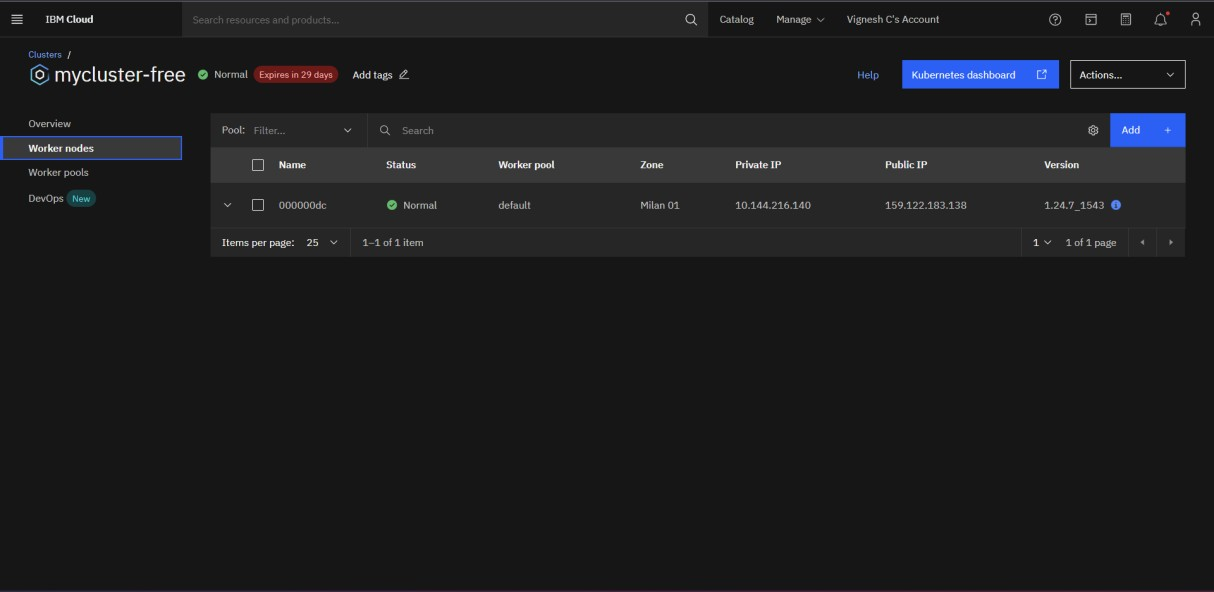 IBM Cloud Search resources and products... Catalog Manage Vignesh C's Account
Clusters /
mycluster-free Normal Expires in 29 days Add tags Help Kubernetes dashboard Actions...
Overview
Worker nodes
Worker pools
DevOps New
Pool: Filter... Search Add +
Name Status Worker pool Zone Private IP Public IP Version
000000dc Normal default Milan 01 10.144.216.140 159.122.183.138 1.24.7_1543
Items per page: 25 1–1 of 1 item 1 1 of 1 page